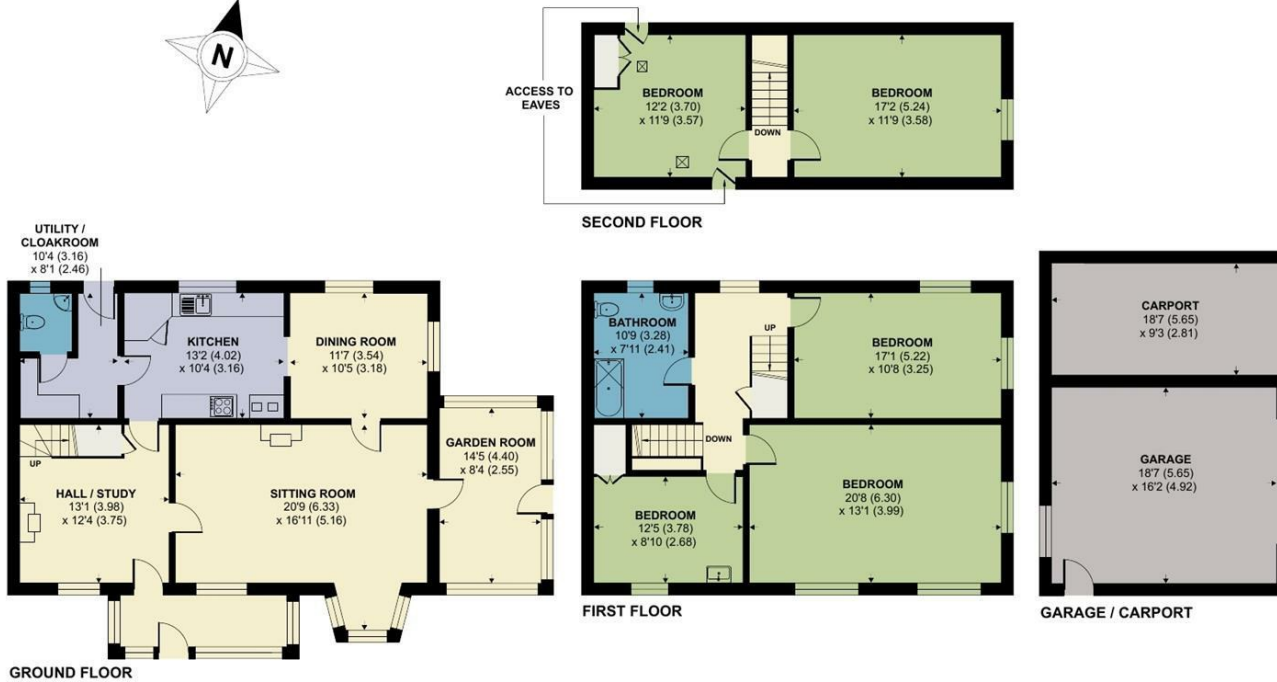 N
ACCESS TO
EAVES
BEDROOM
12'2 (3.70)
x 11'9 (3.57)
DOWN
BEDROOM
17'2 (5.24)
x 11'9 (3.58)
SECOND FLOOR
UTILITY /
CLOAKROOM
10'4 (3.16)
x 8'1 (2.46)
KITCHEN
13'2 (4.02)
x 10'4 (3.16)
DINING ROOM
11'7 (3.54)
x 10'5 (3.18)
UP
HALL / STUDY
13'1 (3.98)
x 12'4 (3.75)
SITTING ROOM
20'9 (6.33)
x 16'11 (5.16)
GARDEN ROOM
14'5 (4.40)
x 8'4 (2.55)
GROUND FLOOR
BATHROOM
10'9 (3.28)
x 7'11 (2.41)
UP
BEDROOM
17'1 (5.22)
x 10'8 (3.25)
DOWN
BEDROOM
12'5 (3.78)
x 8'10 (2.68)
BEDROOM
20'8 (6.30)
x 13'1 (3.99)
FIRST FLOOR
CARPORT
18'7 (5.65)
x 9'3 (2.81)
GARAGE
18'7 (5.65)
x 16'2 (4.92)
GARAGE / CARPORT